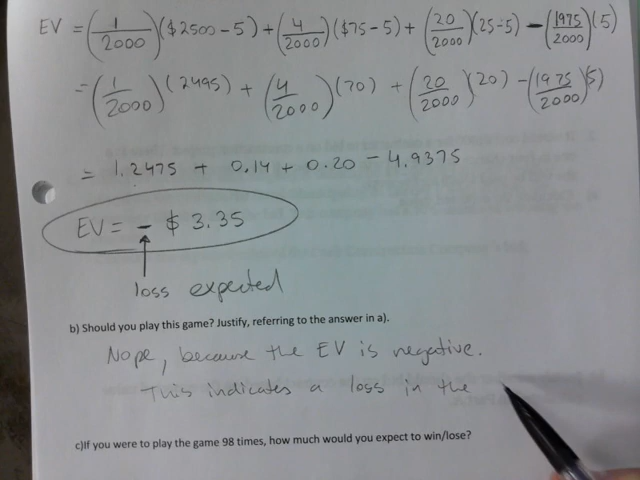 EV = (1/2000)($2500-5) + (4/2000)($75-5) + (20/2000)(25-5) - (1975/2000)(5)
= (1/2000)(2495) + (4/2000)(70) + (20/2000)(20) - (1975/2000)(5)
= 1.2475 + 0.14 + 0.20 - 4.9375
EV = - $ 3.35
loss expected
b) Should you play this game? Justify, referring to the answer in a).
Nope, because the EV is negative.
This indicates a loss in the
c)If you were to play the game 98 times, how much would you expect to win/lose?